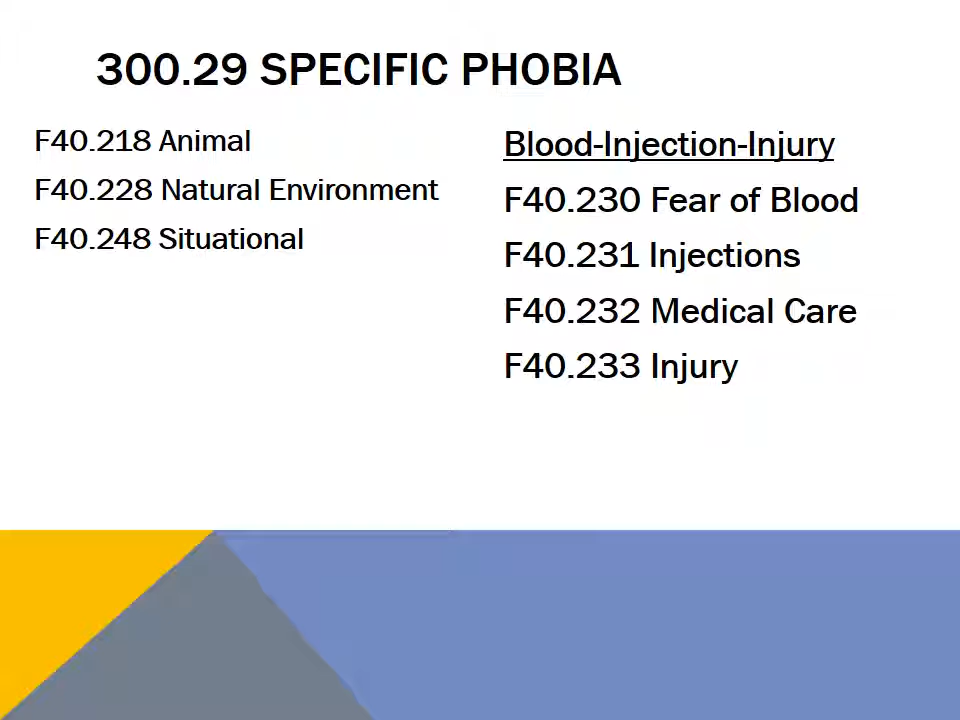 300.29 SPECIFIC PHOBIA
F40.218 Animal
F40.228 Natural Environment
F40.248 Situational
Blood-Injection-Injury
F40.230 Fear of Blood
F40.231 Injections
F40.232 Medical Care
F40.233 Injury